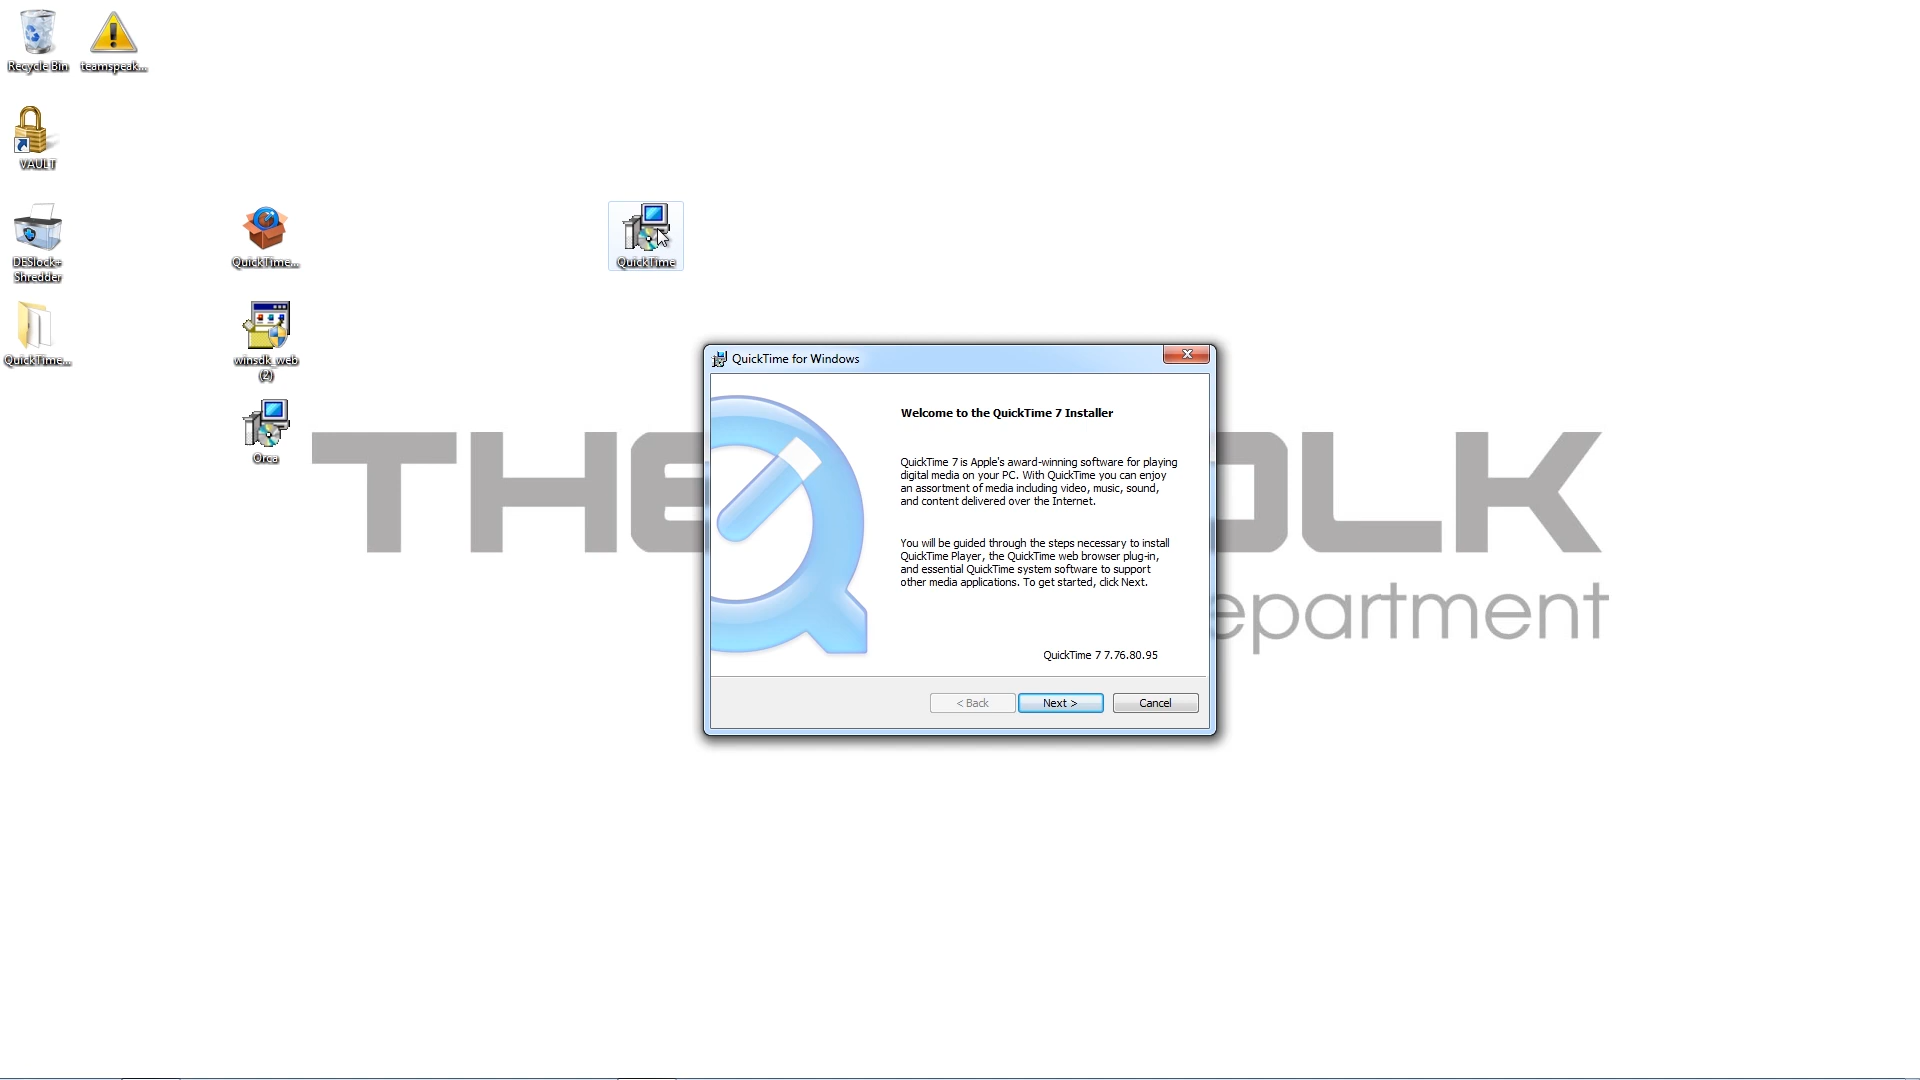 Recycle Bin
teamspeak...
VAULT
DESlock+
Shredder
QuickTime...
QuickTime...
winsdk_web
(2)
Orca
QuickTime
QuickTime for Windows
Welcome to the QuickTime 7 Installer
QuickTime 7 is Apple's award-winning software for playing
digital media on your PC. With QuickTime you can enjoy
an assortment of media including video, music, sound,
and content delivered over the Internet.
You will be guided through the steps necessary to install
QuickTime Player, the QuickTime web browser plug-in,
and essential QuickTime system software to support
other media applications. To get started, click Next.
QuickTime 7 7.76.80.95
< Back
Next >
Cancel
THE OLK
epartment